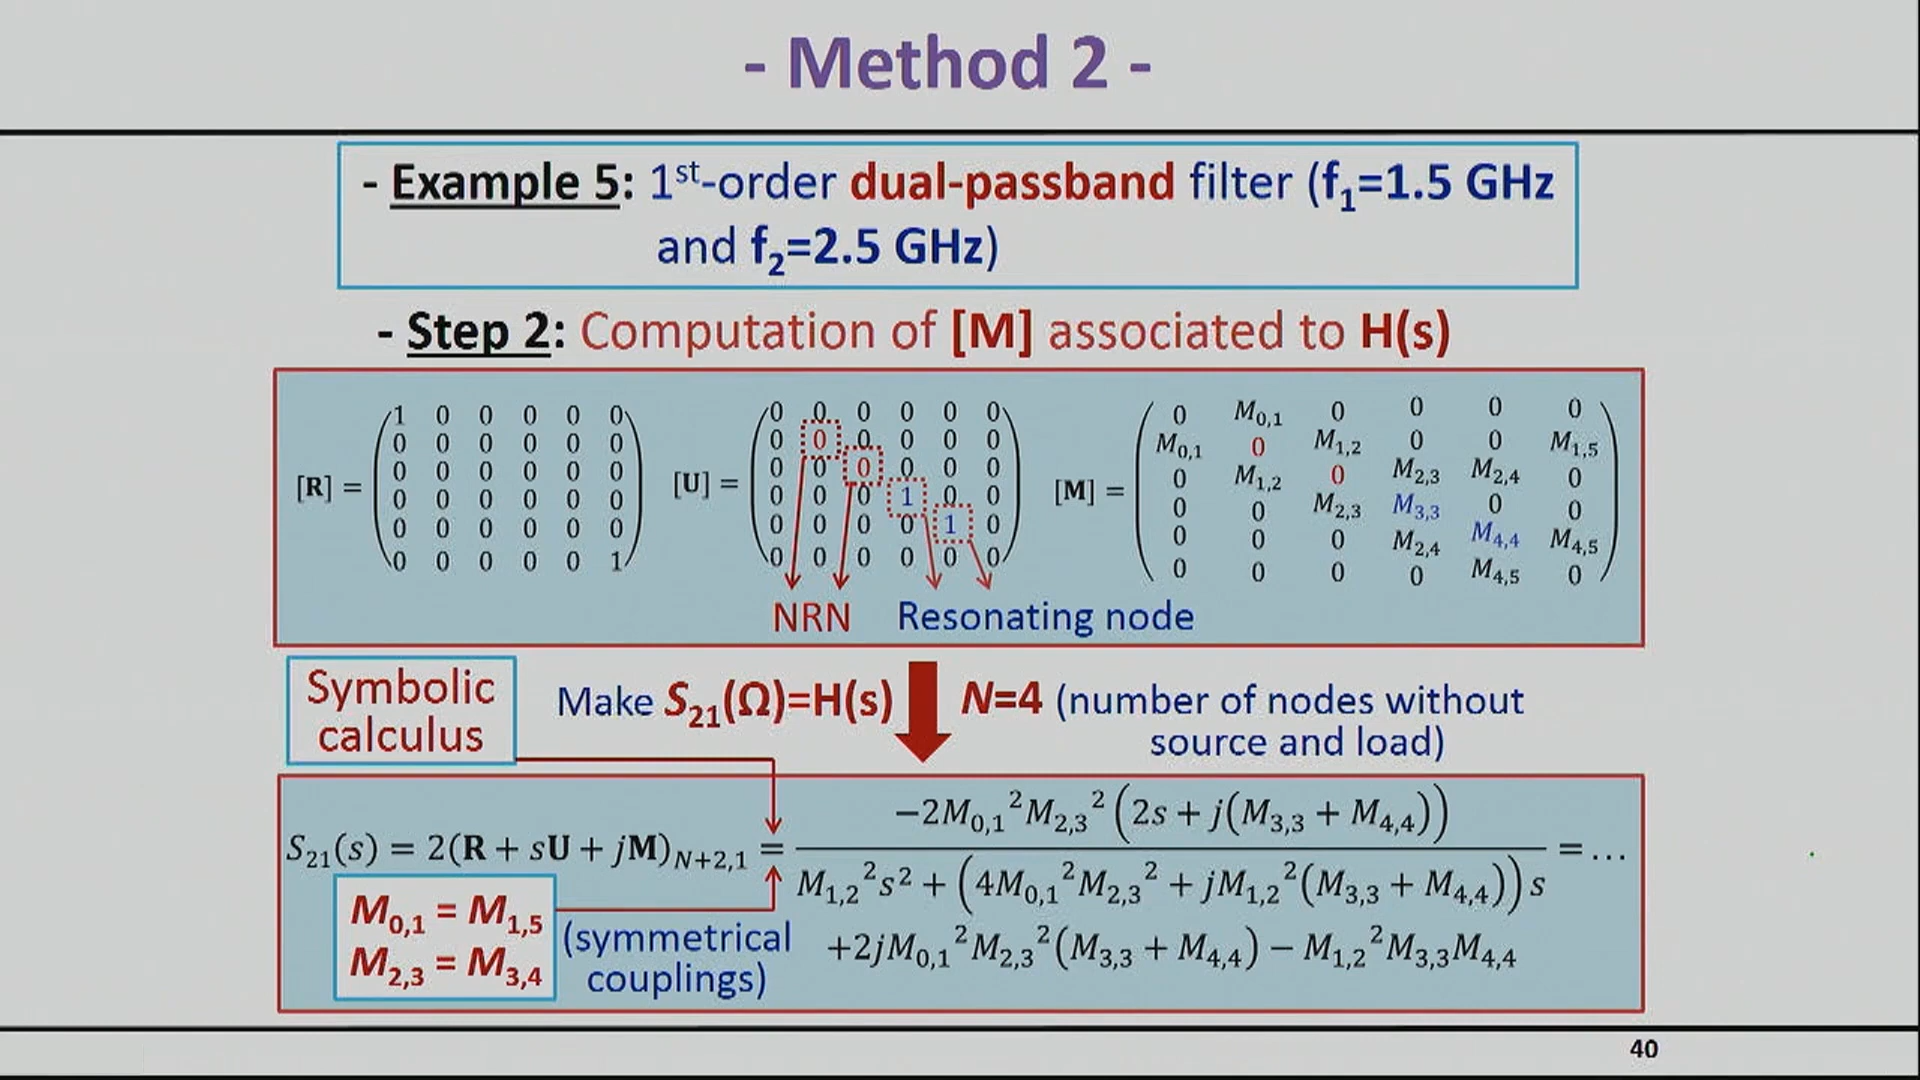 - Method 2 -
- Example 5: 1st-order dual-passband filter (f1=1.5 GHz
and f2=2.5 GHz)
- Step 2: Computation of [M] associated to H(s)
[R] =
1 0 0 0 0 0
0 0 0 0 0 0
0 0 0 0 0 0
0 0 0 0 0 0
0 0 0 0 0 0
0 0 0 0 0 1
[U] =
0 0 0 0 0 0
0 0 0 0 0 0
0 0 0 0 0 0
0 0 0 1 0 0
0 0 0 0 1 0
0 0 0 0 0 0
[M] =
0 M0,1 0 0 0 0
M0,1 0 M1,2 0 0 M1,5
0 M1,2 0 M2,3 M2,4 0
0 0 M2,3 M3,3 0 0
0 0 0 M2,4 M4,4 M4,5
0 0 0 0 M4,5 0
NRN Resonating node
Symbolic
calculus
Make S21(Ω)=H(s)
N=4 (number of nodes without
source and load)
S21(s) = 2(R + sU + jM)N+2,1 =
−2M0,1²M2,3²(2s + j(M3,3 + M4,4))
M1,2²s² + (4M0,1²M2,3² + jM1,2²(M3,3 + M4,4))s
+2jM0,1²M2,3²(M3,3 + M4,4) − M1,2²M3,3M4,4
= ...
M0,1 = M1,5
M2,3 = M3,4
(symmetrical
couplings)
40